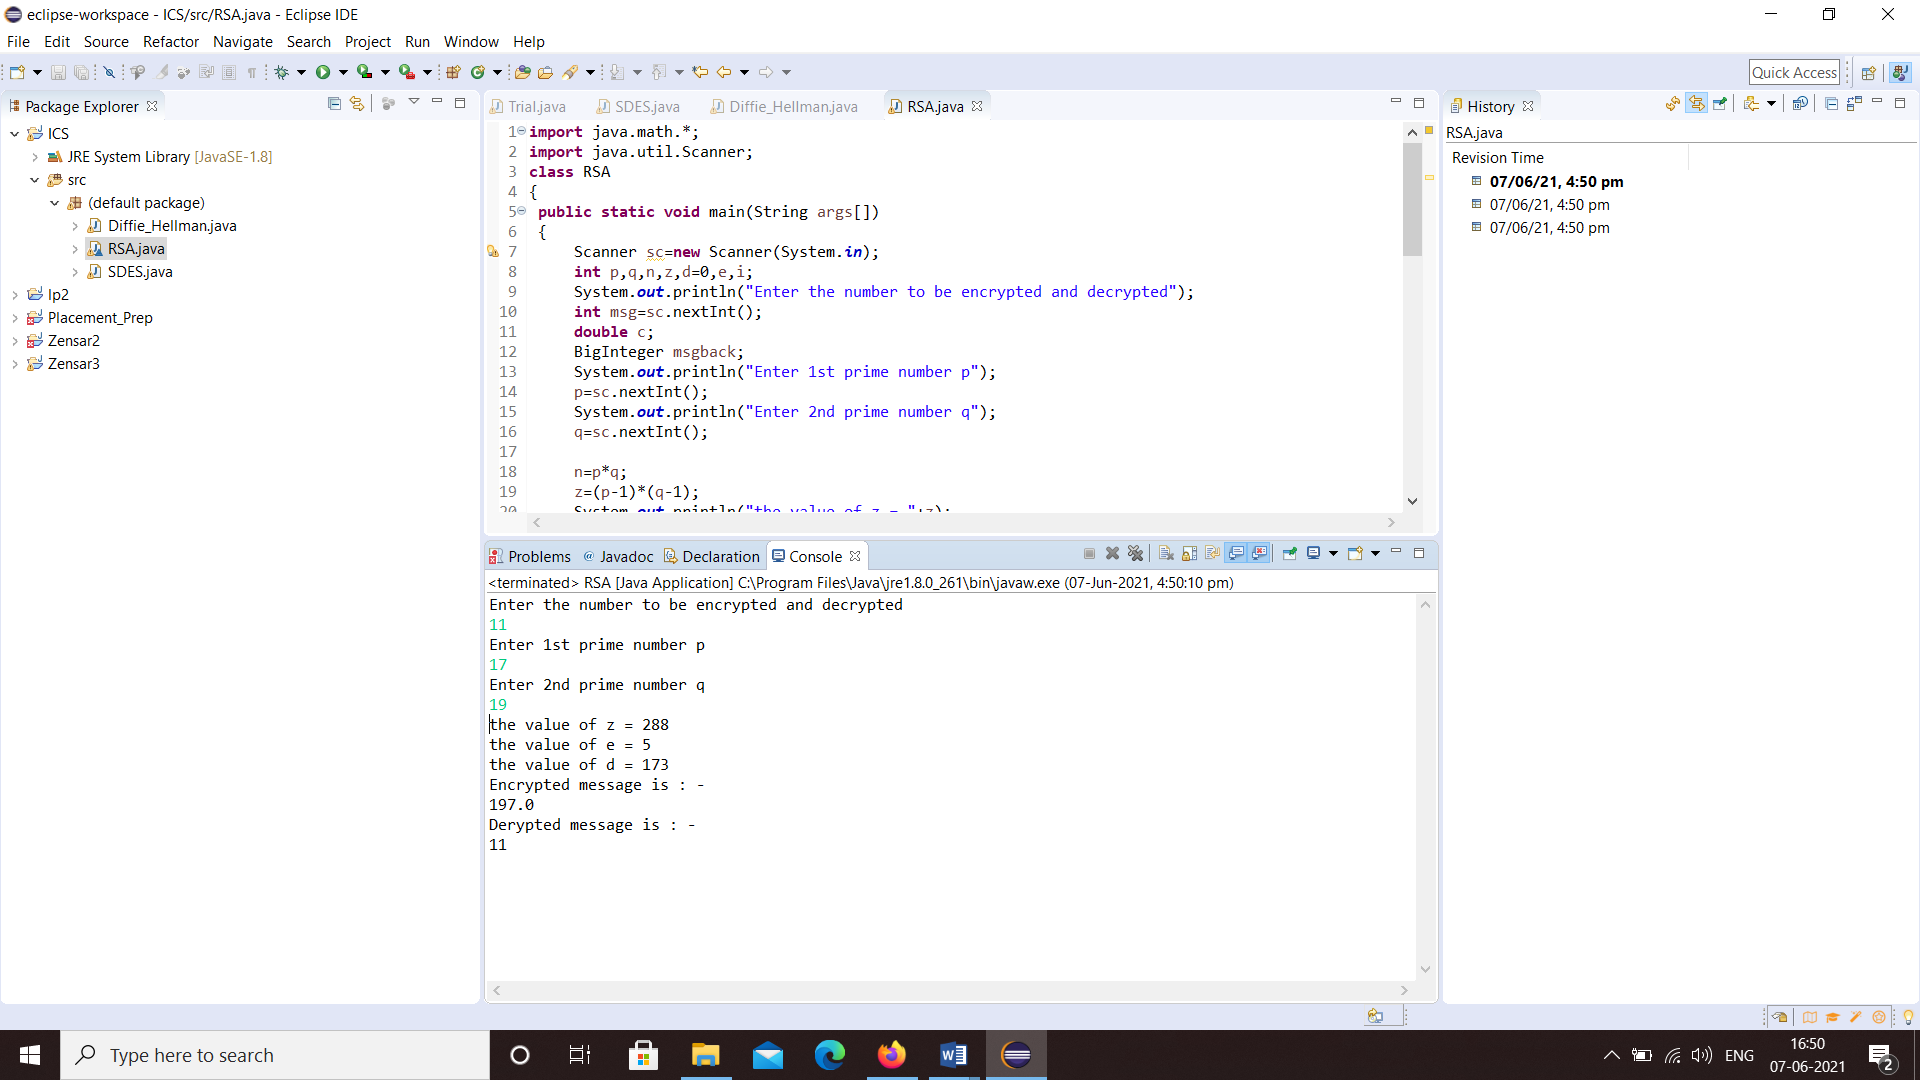 eclipse-workspace - ICS/src/RSA.java - Eclipse IDE
File Edit Source Refactor Navigate Search Project Run Window Help
Quick Access
Package Explorer
ICS
JRE System Library [JavaSE-1.8]
src
(default package)
Diffie_Hellman.java
RSA.java
SDES.java
Ip2
Placement_Prep
Zensar2
Zensar3
Trial.java SDES.java Diffie_Hellman.java RSA.java
1 import java.math.*;
2 import java.util.Scanner;
3 class RSA
4 {
5 public static void main(String args[])
6 {
7 Scanner sc=new Scanner(System.in);
8 int p,q,n,z,d=0,e,i;
9 System.out.println("Enter the number to be encrypted and decrypted");
10 int msg=sc.nextInt();
11 double c;
12 BigInteger msgback;
13 System.out.println("Enter 1st prime number p");
14 p=sc.nextInt();
15 System.out.println("Enter 2nd prime number q");
16 q=sc.nextInt();
17
18 n=p*q;
19 z=(p-1)*(q-1);
20 System.out.println("the value of z = "+z);
Problems @ Javadoc Declaration Console
<terminated> RSA [Java Application] C:\Program Files\Java\jre1.8.0_261\bin\javaw.exe (07-Jun-2021, 4:50:10 pm)
Enter the number to be encrypted and decrypted
11
Enter 1st prime number p
17
Enter 2nd prime number q
19
the value of z = 288
the value of e = 5
the value of d = 173
Encrypted message is : -
197.0
Derypted message is : -
11
History
RSA.java
Revision Time
07/06/21, 4:50 pm
07/06/21, 4:50 pm
07/06/21, 4:50 pm
Type here to search
ENG
16:50
07-06-2021
2